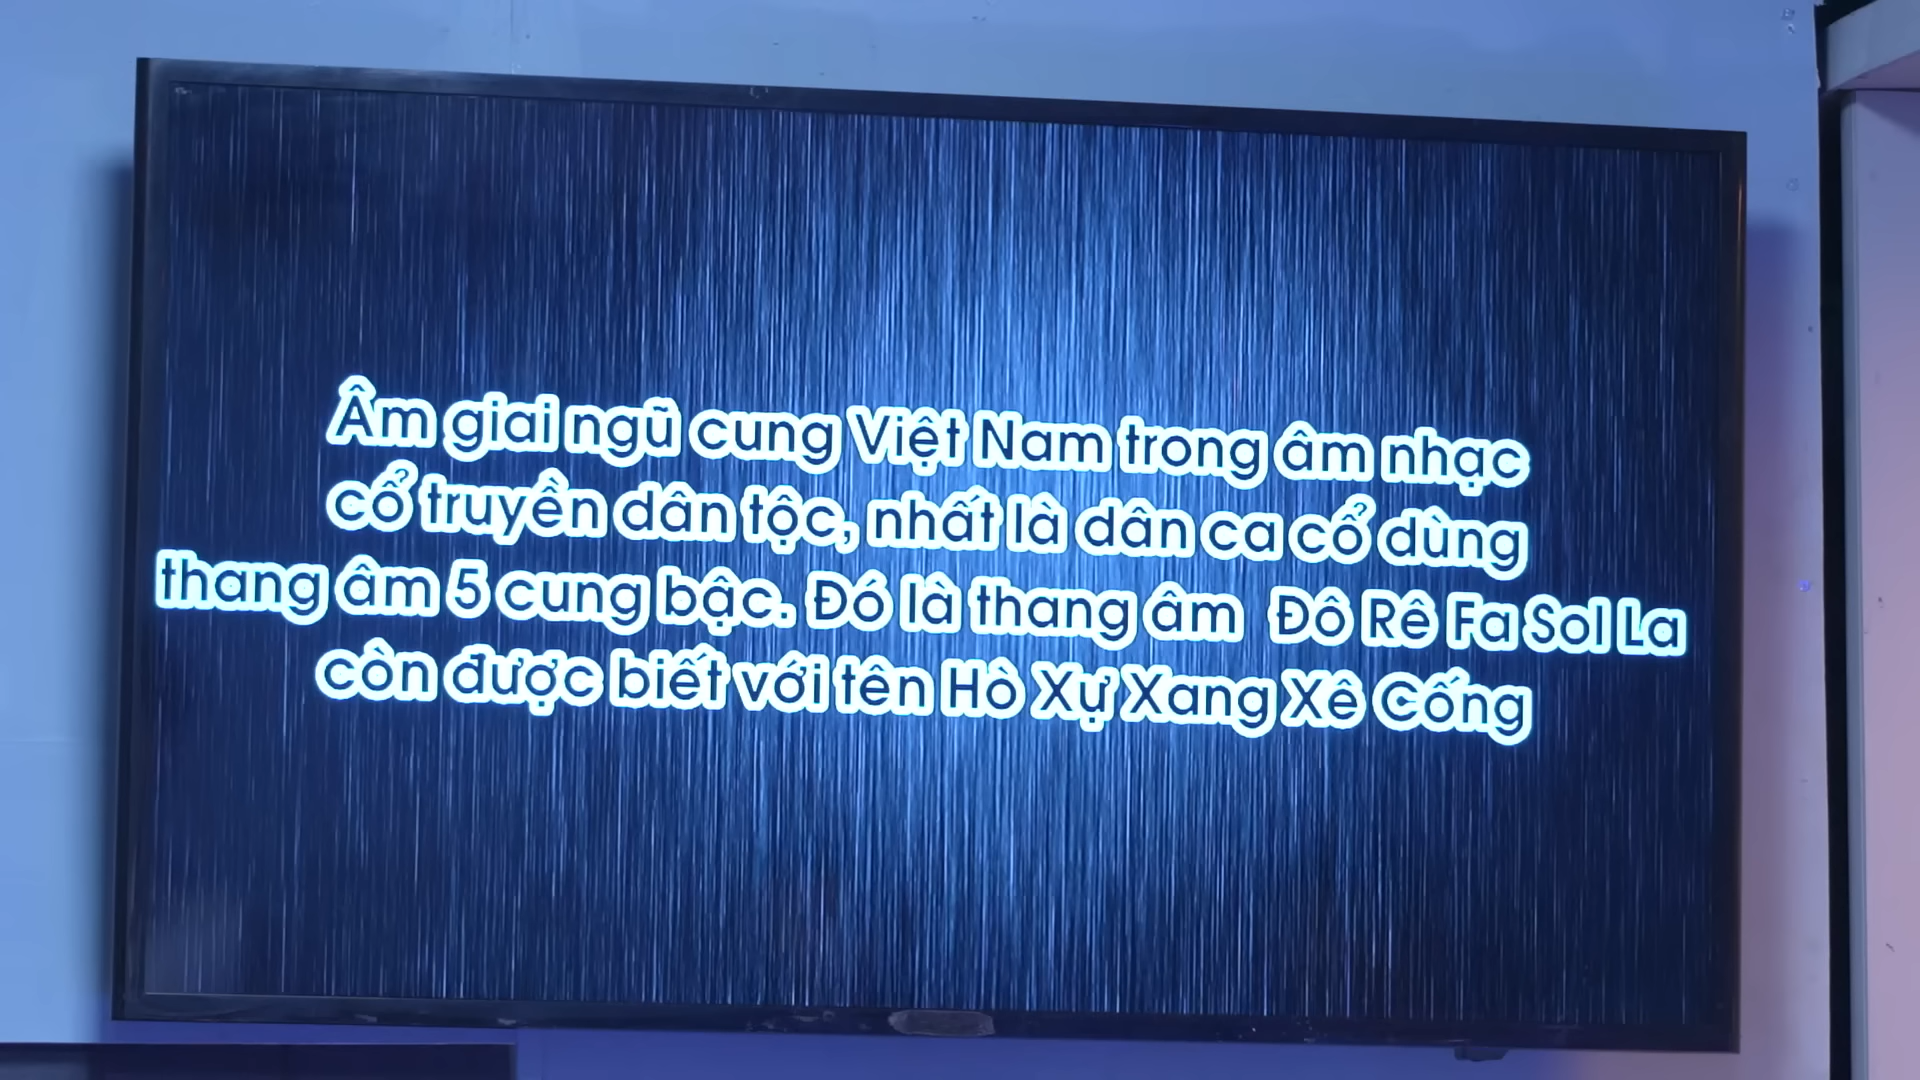 Âm giai ngũ cung Việt Nam trong âm nhạc
cổ truyền dân tộc, nhất là dân ca cổ dùng
thang âm 5 cung bậc. Đó là thang âm Đô Rê Fa Sol La
còn được biết với tên Hò Xự Xang Xê Cống